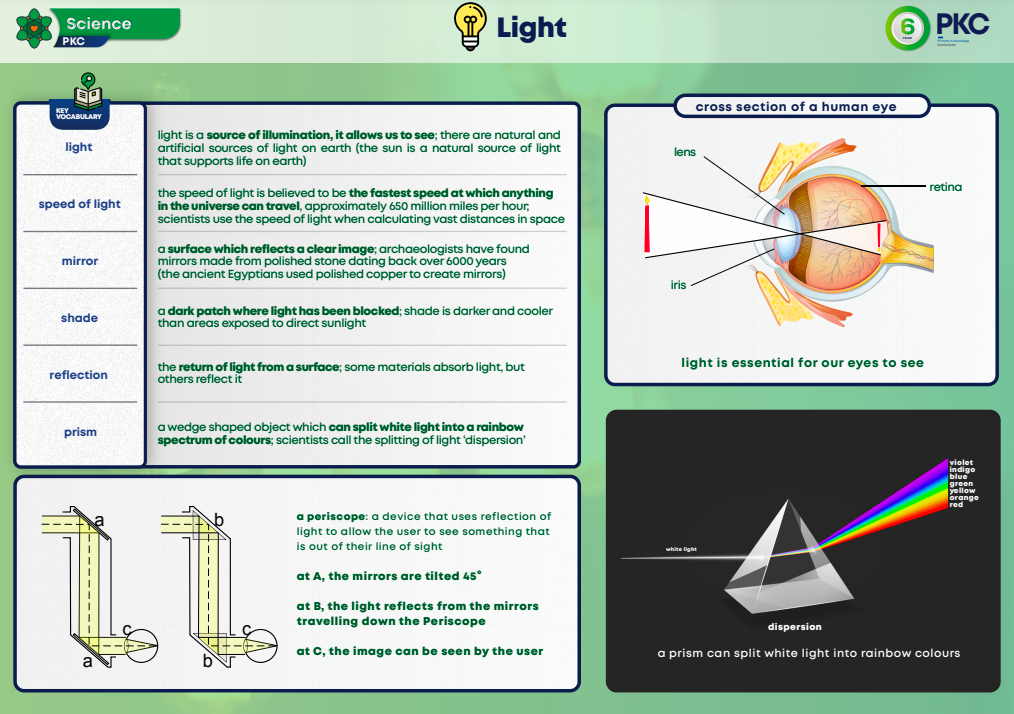 Science
PKC
Light
6
YEAR
PKC
Primary Knowledge
Curriculum
KEY
VOCABULARY
light
light is a source of illumination, it allows us to see; there are natural and
artificial sources of light on earth (the sun is a natural source of light
that supports life on earth)
speed of light
the speed of light is believed to be the fastest speed at which anything
in the universe can travel, approximately 650 million miles per hour;
scientists use the speed of light when calculating vast distances in space
mirror
a surface which reflects a clear image; archaeologists have found
mirrors made from polished stone dating back over 6000 years
(the ancient Egyptians used polished copper to create mirrors)
shade
a dark patch where light has been blocked; shade is darker and cooler
than areas exposed to direct sunlight
reflection
the return of light from a surface; some materials absorb light, but
others reflect it
prism
a wedge shaped object which can split white light into a rainbow
spectrum of colours; scientists call the splitting of light ‘dispersion’
cross section of a human eye
lens
retina
iris
light is essential for our eyes to see
a
b
c
c
a
b
a periscope: a device that uses reflection of
light to allow the user to see something that
is out of their line of sight
at A, the mirrors are tilted 45°
at B, the light reflects from the mirrors
travelling down the Periscope
at C, the image can be seen by the user
violet
indigo
blue
green
yellow
orange
red
white light
dispersion
a prism can split white light into rainbow colours